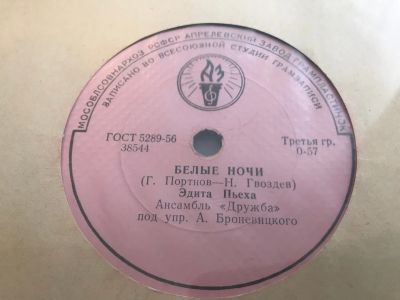 МОСОБЛСОВНАРХОЗ РСФСР АПРЕЛЕВСКИЙ ЗАВОД ГРАМПЛАСТИНОК
ЗАПИСАНО ВО ВСЕСОЮЗНОЙ СТУДИИ ГРАМЗАПИСИ
АЗ
ГОСТ 5289-56
38544
Третья гр.
0-57
БЕЛЫЕ НОЧИ
(Г. Портнов—Н. Гвоздев)
Эдита Пьеха
Ансамбль «Дружба»
под упр. А. Броневицкого